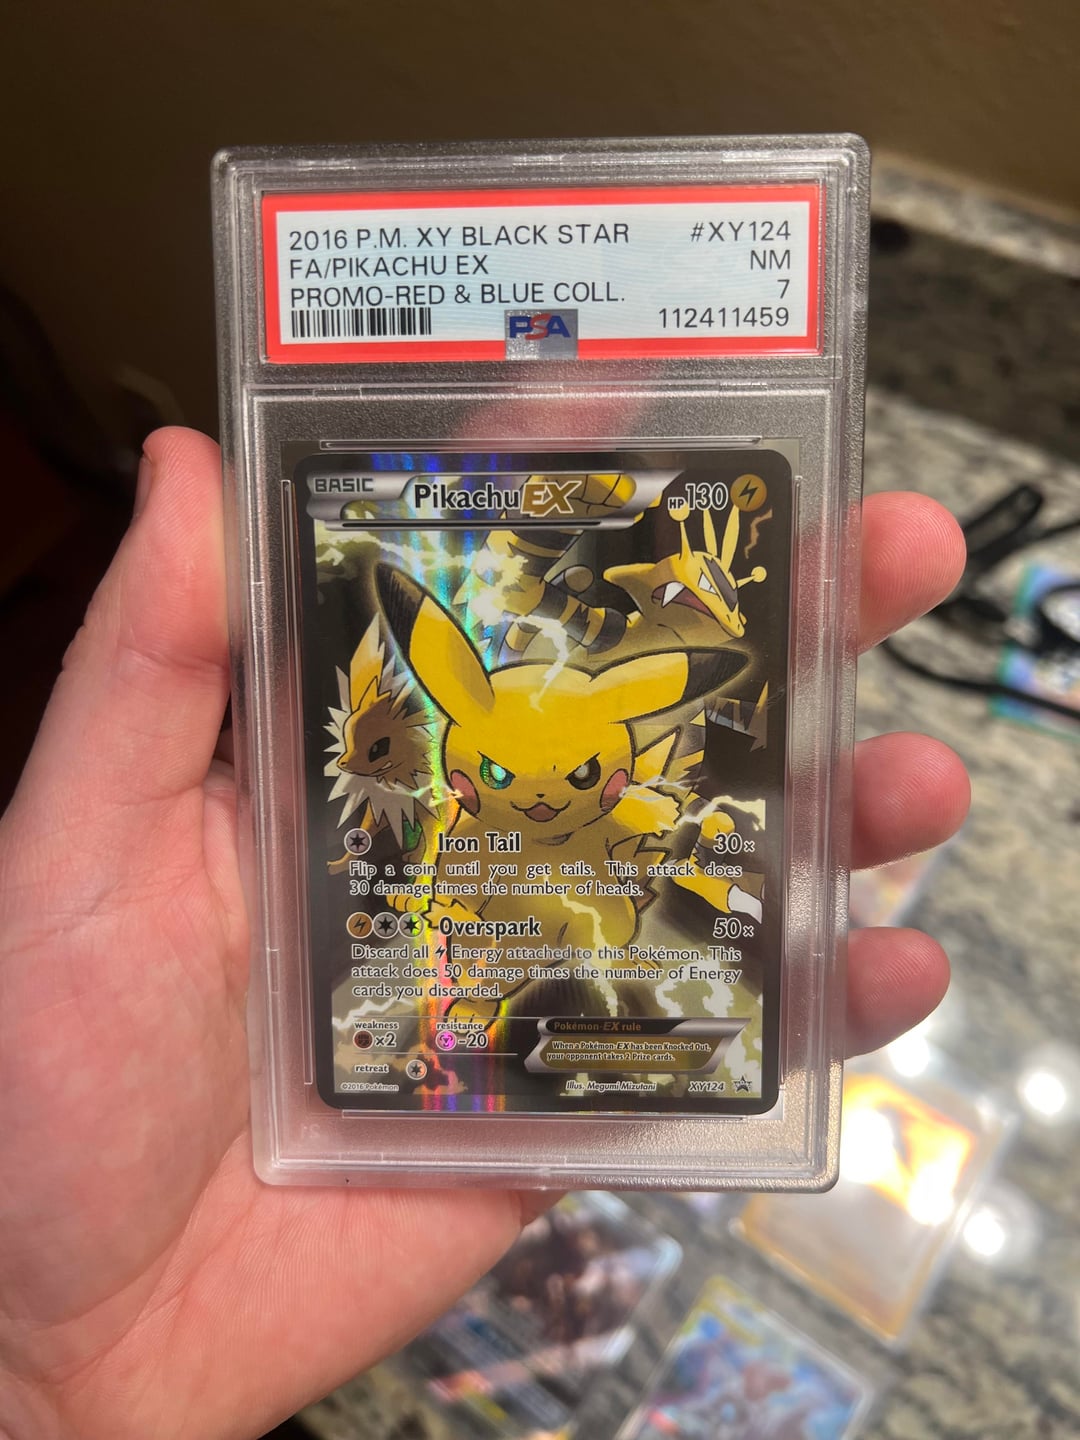 2016 P.M. XY BLACK STAR #XY124
FA/PIKACHU EX NM
PROMO-RED & BLUE COLL. 7
112411459
PSA
BASIC Pikachu EX HP130
Iron Tail 30×
Flip a coin until you get tails. This attack does
30 damage times the number of heads.
Overspark 50×
Discard all Energy attached to this Pokémon. This
attack does 50 damage times the number of Energy
cards you discarded.
weakness resistance
×2 -20
retreat
Pokémon-EX rule
When a Pokémon-EX has been Knocked Out,
your opponent takes 2 Prize cards.
©2016 Pokémon Illus. Megumi Mizutani XY124